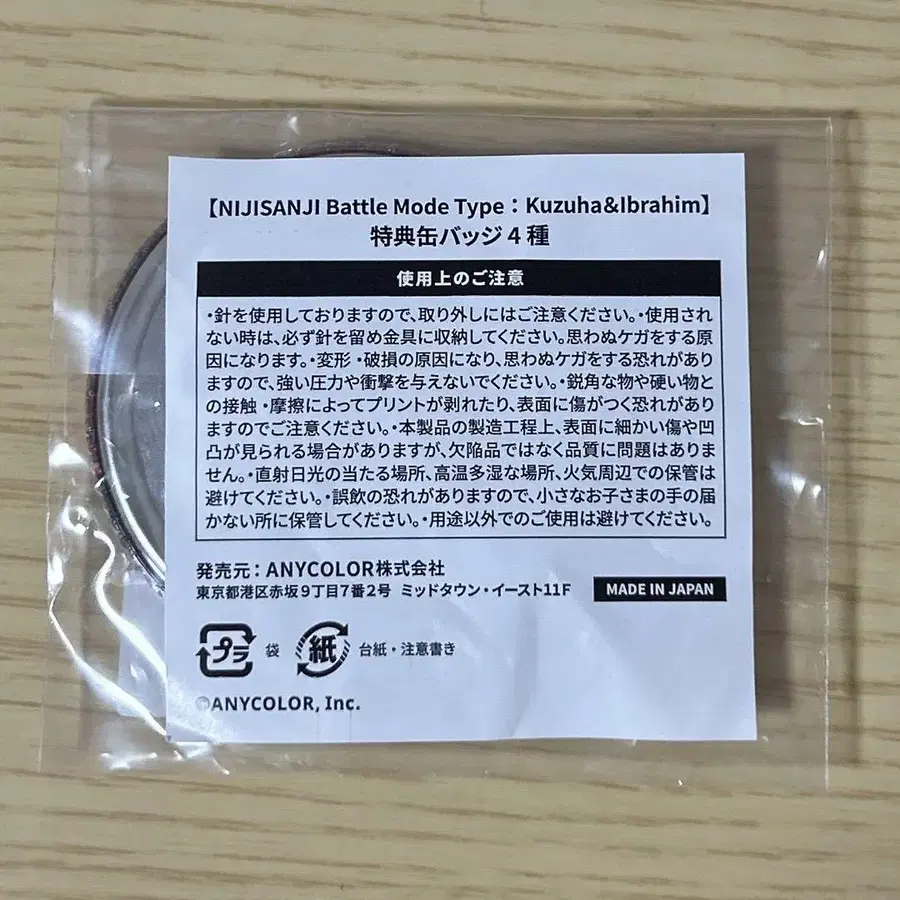 【NIJISANJI Battle Mode Type：Kuzuha&Ibrahim】
特典缶バッジ４種
使用上のご注意
・針を使用しておりますので、取り外しにはご注意ください。・使用され
ない時は、必ず針を留め金具に収納してください。思わぬケガをする原
因になります。・変形・破損の原因になり、思わぬケガをする恐れがあり
ますので、強い圧力や衝撃を与えないでください。・鋭角な物や硬い物と
の接触・摩擦によってプリントが剥れたり、表面に傷がつく恐れがあり
ますのでご注意ください。・本製品の製造工程上、表面に細かい傷や凹
凸が見られる場合がありますが、欠陥品ではなく品質に問題はありま
せん。・直射日光の当たる場所、高温多湿な場所、火気周辺での保管は
避けてください。・誤飲の恐れがありますので、小さなお子さまの手の届
かない所に保管してください。・用途以外でのご使用は避けてください。
発売元：ANYCOLOR株式会社
東京都港区赤坂９丁目７番２号 ミッドタウン・イースト11F
MADE IN JAPAN
プラ 袋 紙 台紙・注意書き
©ANYCOLOR, Inc.